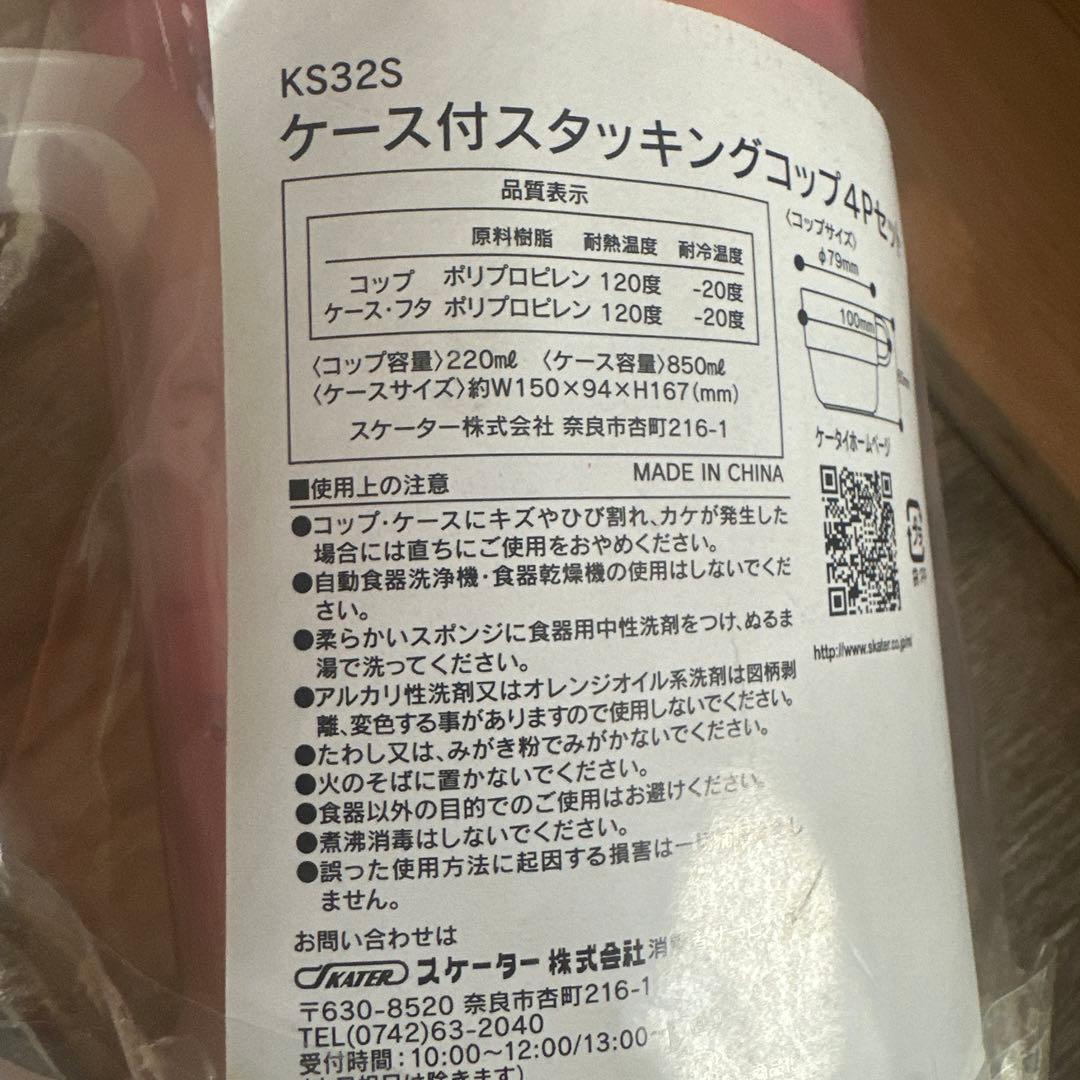 KS32S
ケース付スタッキングコップ4Pセット
品質表示
原料樹脂 耐熱温度 耐冷温度
コップ ポリプロピレン 120度 -20度
ケース・フタ ポリプロピレン 120度 -20度
〈コップ容量〉220㎖ 〈ケース容量〉850㎖
〈ケースサイズ〉約W150×94×H167(mm)
スケーター株式会社 奈良市杏町216-1
MADE IN CHINA
〈コップサイズ〉
φ79mm
100mm
ケータイホームページ
http://www.skater.co.jp/m/
■使用上の注意
●コップ・ケースにキズやひび割れ、カケが発生した
場合には直ちにご使用をおやめください。
●自動食器洗浄機・食器乾燥機の使用はしないでくだ
さい。
●柔らかいスポンジに食器用中性洗剤をつけ、ぬるま
湯で洗ってください。
●アルカリ性洗剤又はオレンジオイル系洗剤は図柄剥
離、変色する事がありますので使用しないでください。
●たわし又は、みがき粉でみがかないでください。
●火のそばに置かないでください。
●食器以外の目的でのご使用はお避けください。
●煮沸消毒はしないでください。
●誤った使用方法に起因する損害は一切
ません。
お問い合わせは
SKATER スケーター株式会社
〒630-8520 奈良市杏町216-1
TEL(0742)63-2040
受付時間:10:00～12:00/13:00